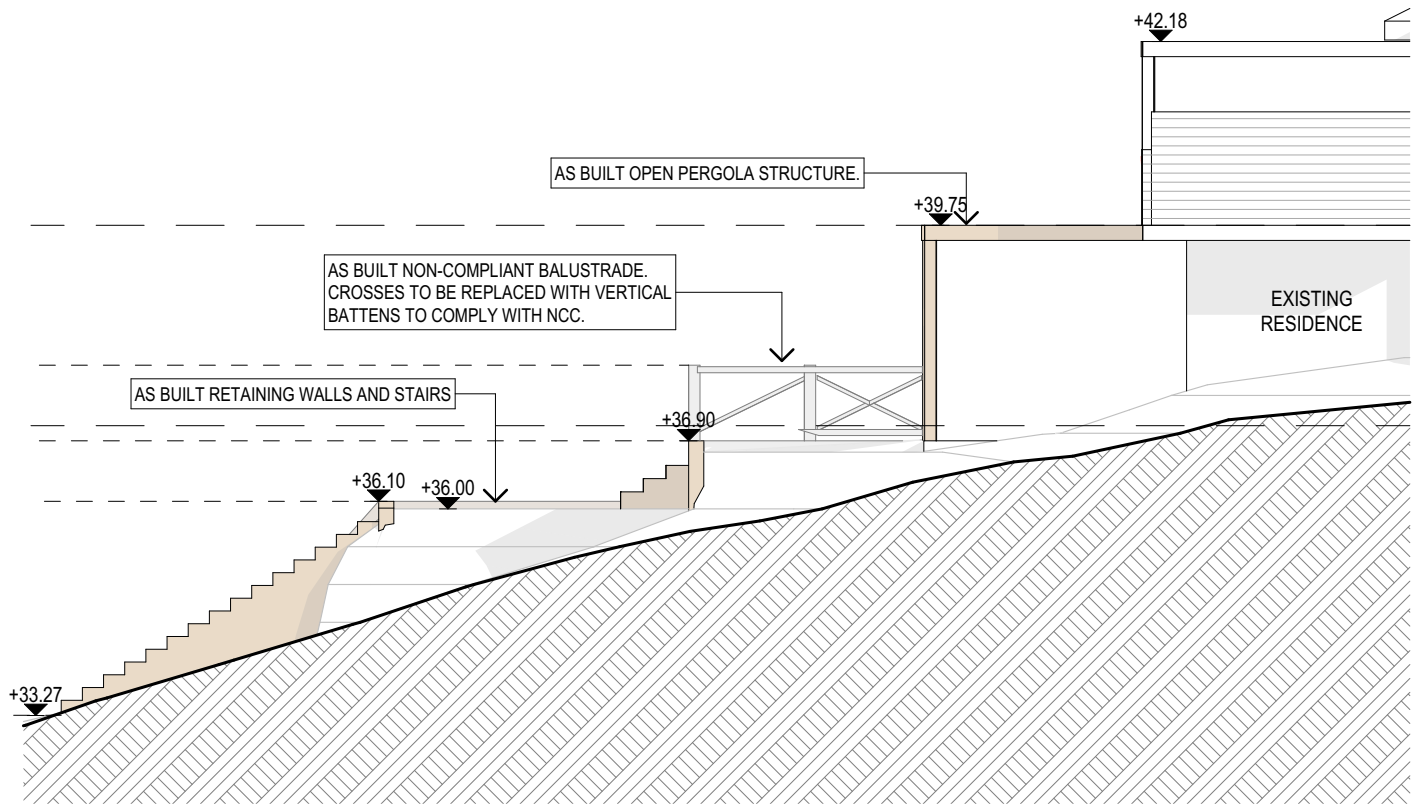 +42.18
AS BUILT OPEN PERGOLA STRUCTURE.
+39.75
AS BUILT NON-COMPLIANT BALUSTRADE.
CROSSES TO BE REPLACED WITH VERTICAL
BATTENS TO COMPLY WITH NCC.
EXISTING
RESIDENCE
AS BUILT RETAINING WALLS AND STAIRS
+36.90
+36.10
+36.00
+33.27